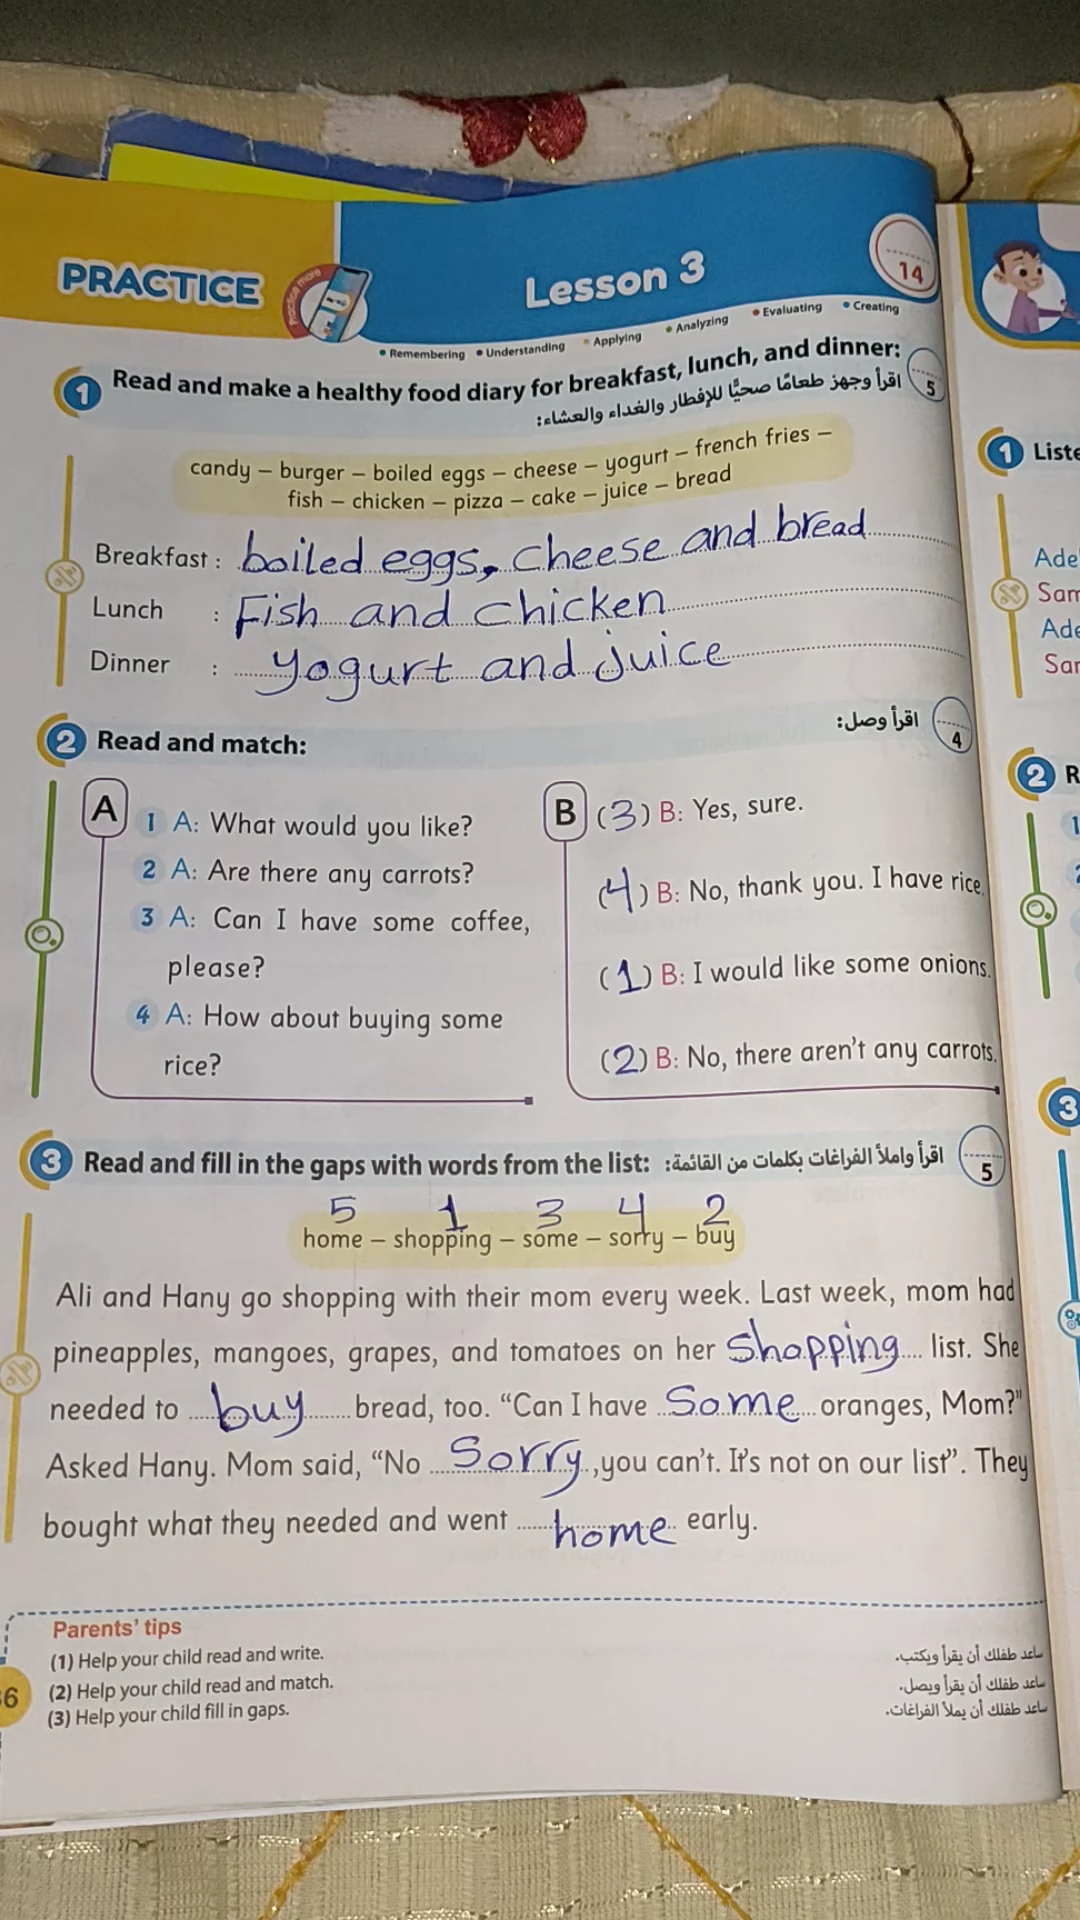 PRACTICE
Practice more
Lesson 3
14
• Remembering • Understanding • Applying • Analyzing • Evaluating • Creating
1 Read and make a healthy food diary for breakfast, lunch, and dinner:
5
اقرأ وجهز طعامًا صحيًّا للإفطار والغداء والعشاء:
candy – burger – boiled eggs – cheese – yogurt – french fries –
fish – chicken – pizza – cake – juice – bread
Breakfast : boiled eggs, cheese and bread
Lunch : Fish and chicken
Dinner : yogurt and juice
2 Read and match:
اقرأ وصل:
4
A
1 A: What would you like?
2 A: Are there any carrots?
3 A: Can I have some coffee,
please?
4 A: How about buying some
rice?
B
(3) B: Yes, sure.
(4) B: No, thank you. I have rice.
(1) B: I would like some onions.
(2) B: No, there aren't any carrots.
3 Read and fill in the gaps with words from the list:
اقرأ واملأ الفراغات بكلمات من القائمة:
5
5 1 3 4 2
home – shopping – some – sorry – buy
Ali and Hany go shopping with their mom every week. Last week, mom had
pineapples, mangoes, grapes, and tomatoes on her shopping list. She
needed to buy bread, too. “Can I have Some oranges, Mom?”
Asked Hany. Mom said, “No Sorry, you can't. It's not on our list”. They
bought what they needed and went home early.
Parents' tips
(1) Help your child read and write.
(2) Help your child read and match.
(3) Help your child fill in gaps.
ساعد طفلك أن يقرأ ويكتب.
ساعد طفلك أن يقرأ ويصل.
ساعد طفلك أن يملأ الفراغات.
6
1 Liste
Ade
Sam
Ade
Sar
2 R
1
3